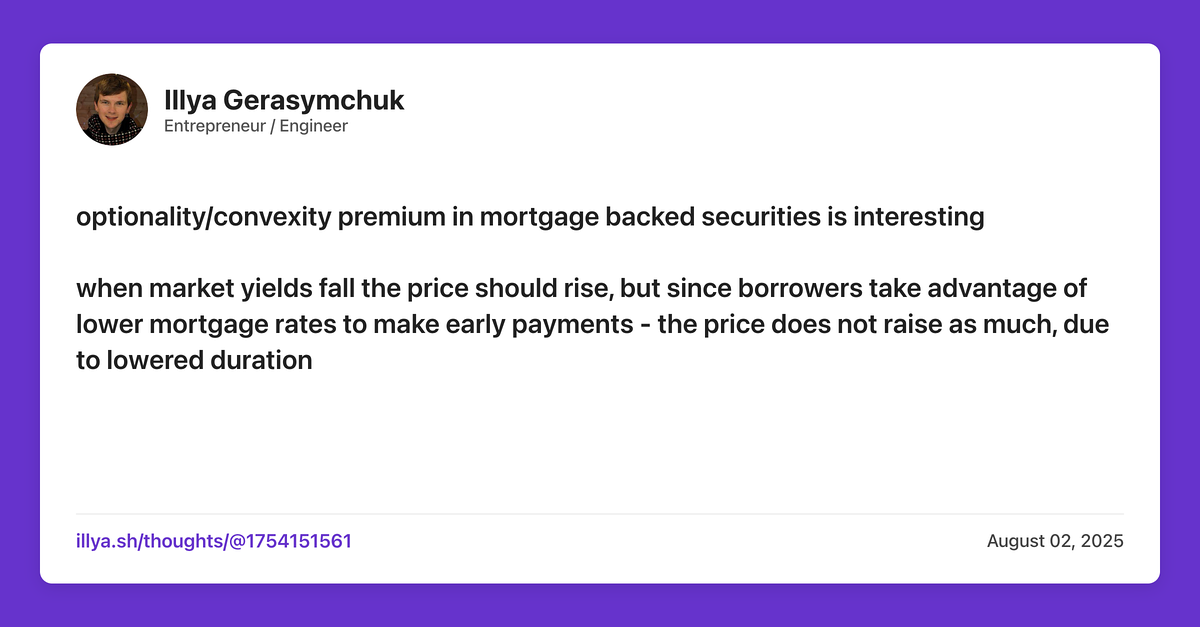 Illya Gerasymchuk
Entrepreneur / Engineer
optionality/convexity premium in mortgage backed securities is interesting
when market yields fall the price should rise, but since borrowers take advantage of
lower mortgage rates to make early payments - the price does not raise as much, due
to lowered duration
illya.sh/thoughts/@1754151561
August 02, 2025